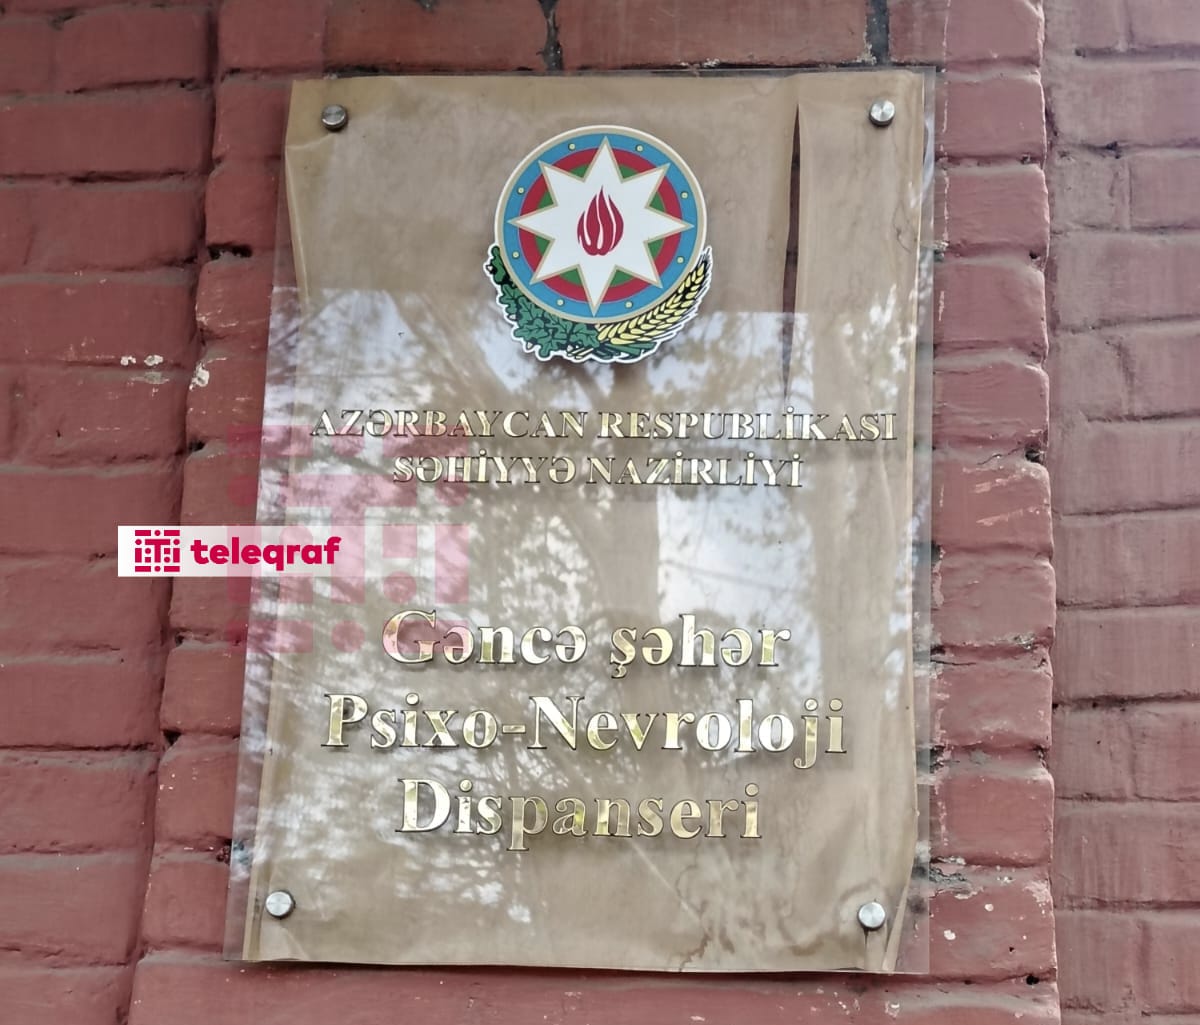 AZƏRBAYCAN RESPUBLİKASI
SƏHİYYƏ NAZİRLİYİ
teleqraf
Gəncə şəhər
Psixo-Nevroloji
Dispanseri